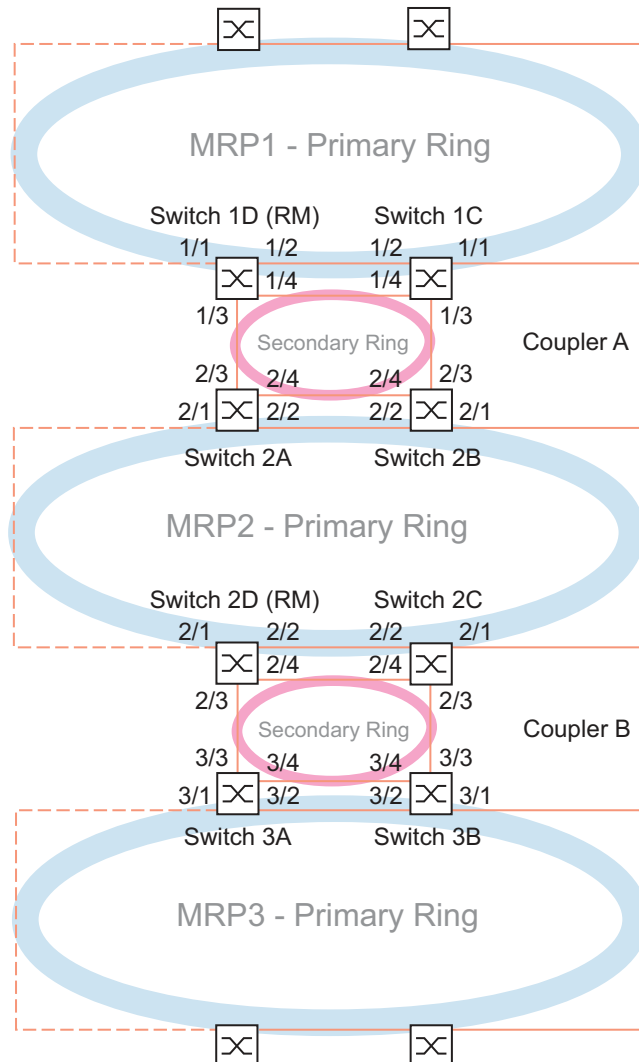 MRP1 - Primary Ring
Switch 1D (RM) Switch 1C
1/1 1/2 1/2 1/1
1/4 1/4
1/3 1/3
Secondary Ring Coupler A
2/3 2/4 2/4 2/3
2/1 2/2 2/2 2/1
Switch 2A Switch 2B
MRP2 - Primary Ring
Switch 2D (RM) Switch 2C
2/1 2/2 2/2 2/1
2/4 2/4
2/3 2/3
Secondary Ring Coupler B
3/3 3/4 3/4 3/3
3/1 3/2 3/2 3/1
Switch 3A Switch 3B
MRP3 - Primary Ring